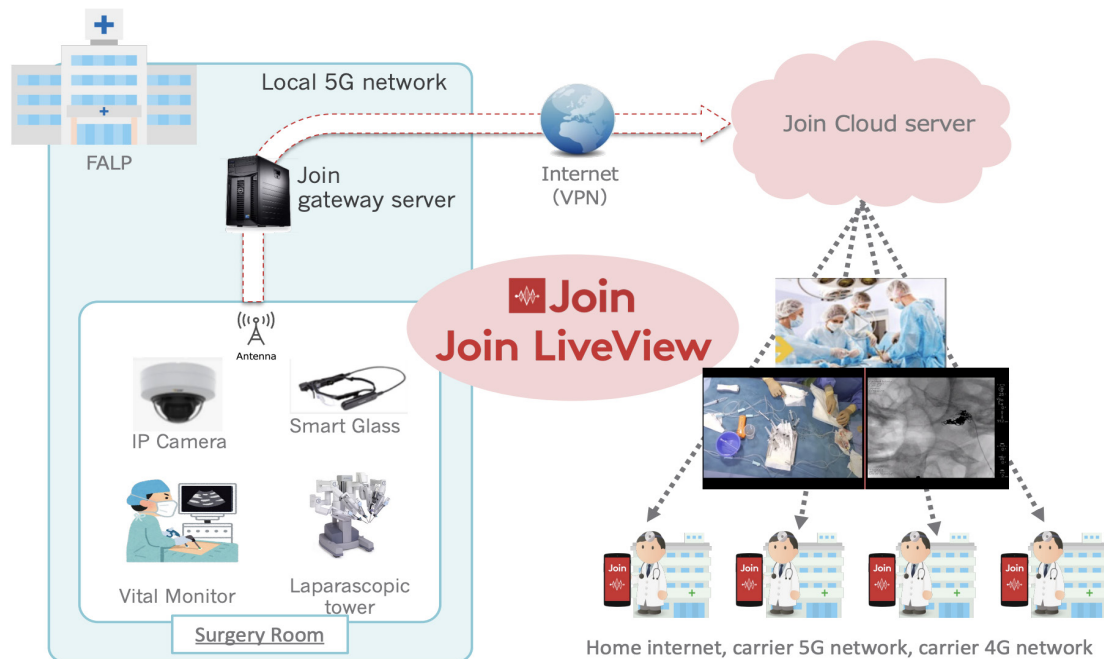 FALP
Local 5G network
Join
gateway server
Internet
(VPN)
Join Cloud server
Join
Join LiveView
Antenna
IP Camera
Smart Glass
Vital Monitor
Laparascopic
tower
Surgery Room
Join
Join
Join
Join
Home internet, carrier 5G network, carrier 4G network